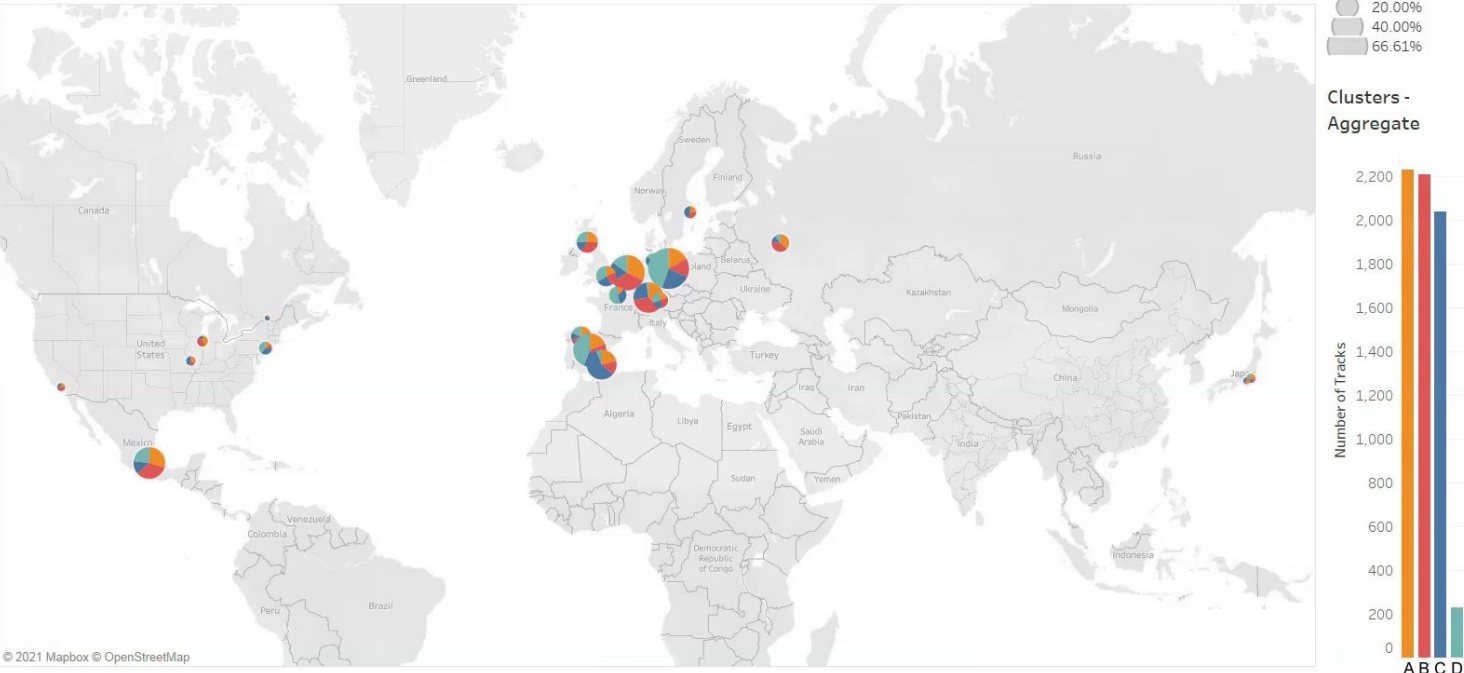 20.00%
40.00%
66.61%
Clusters -
Aggregate
Greenland
Sweden
Russia
Finland
Norway
Canada
Belarus
Ukraine
France
Italy
Kazakhstan
Mongolia
United
States
Turkey
Iraq
Iran
China
Pakistan
Algeria
Libya
Egypt
Saudi
Arabia
India
Mexico
Sudan
Yemen
Venezuela
Colombia
Democratic
Republic
of Congo
Indonesia
Peru
Brazil
© 2021 Mapbox © OpenStreetMap
Number of Tracks
2,200
2,000
1,800
1,600
1,400
1,200
1,000
800
600
400
200
0
A B C D